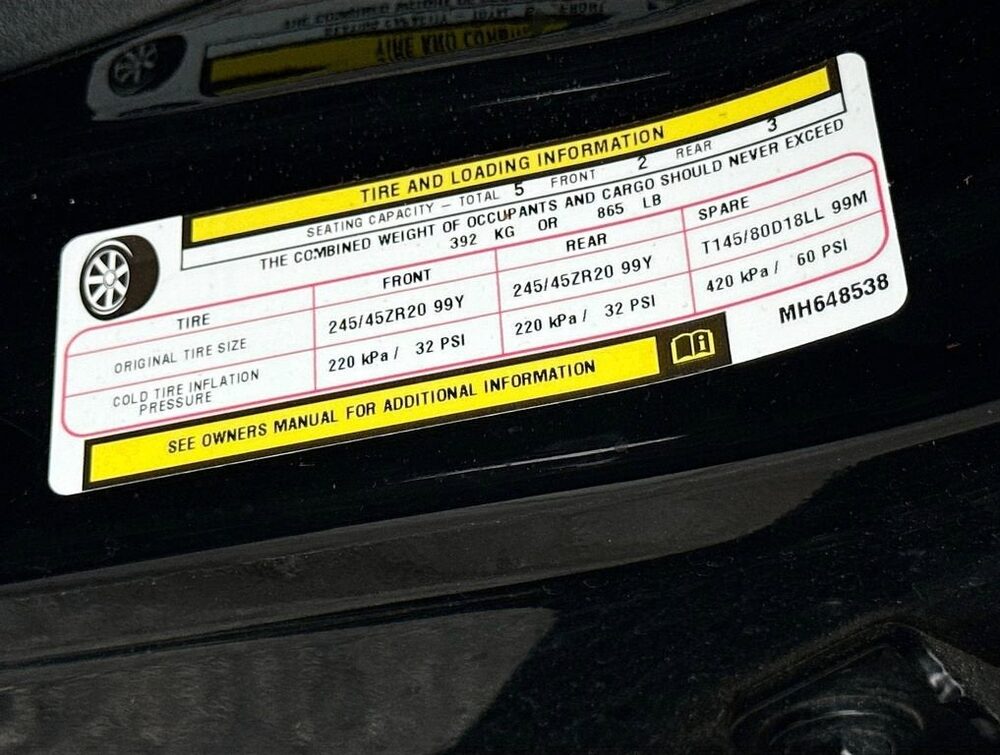 TIRE AND LOADING INFORMATION
SEATING CAPACITY – TOTAL 5 FRONT 2 REAR 3
THE COMBINED WEIGHT OF OCCUPANTS AND CARGO SHOULD NEVER EXCEED
392 KG OR 865 LB
TIRE FRONT REAR SPARE
ORIGINAL TIRE SIZE 245/45ZR20 99Y 245/45ZR20 99Y T145/80D18LL 99M
COLD TIRE INFLATION PRESSURE 220 kPa / 32 PSI 220 kPa / 32 PSI 420 kPa / 60 PSI
SEE OWNERS MANUAL FOR ADDITIONAL INFORMATION
MH648538